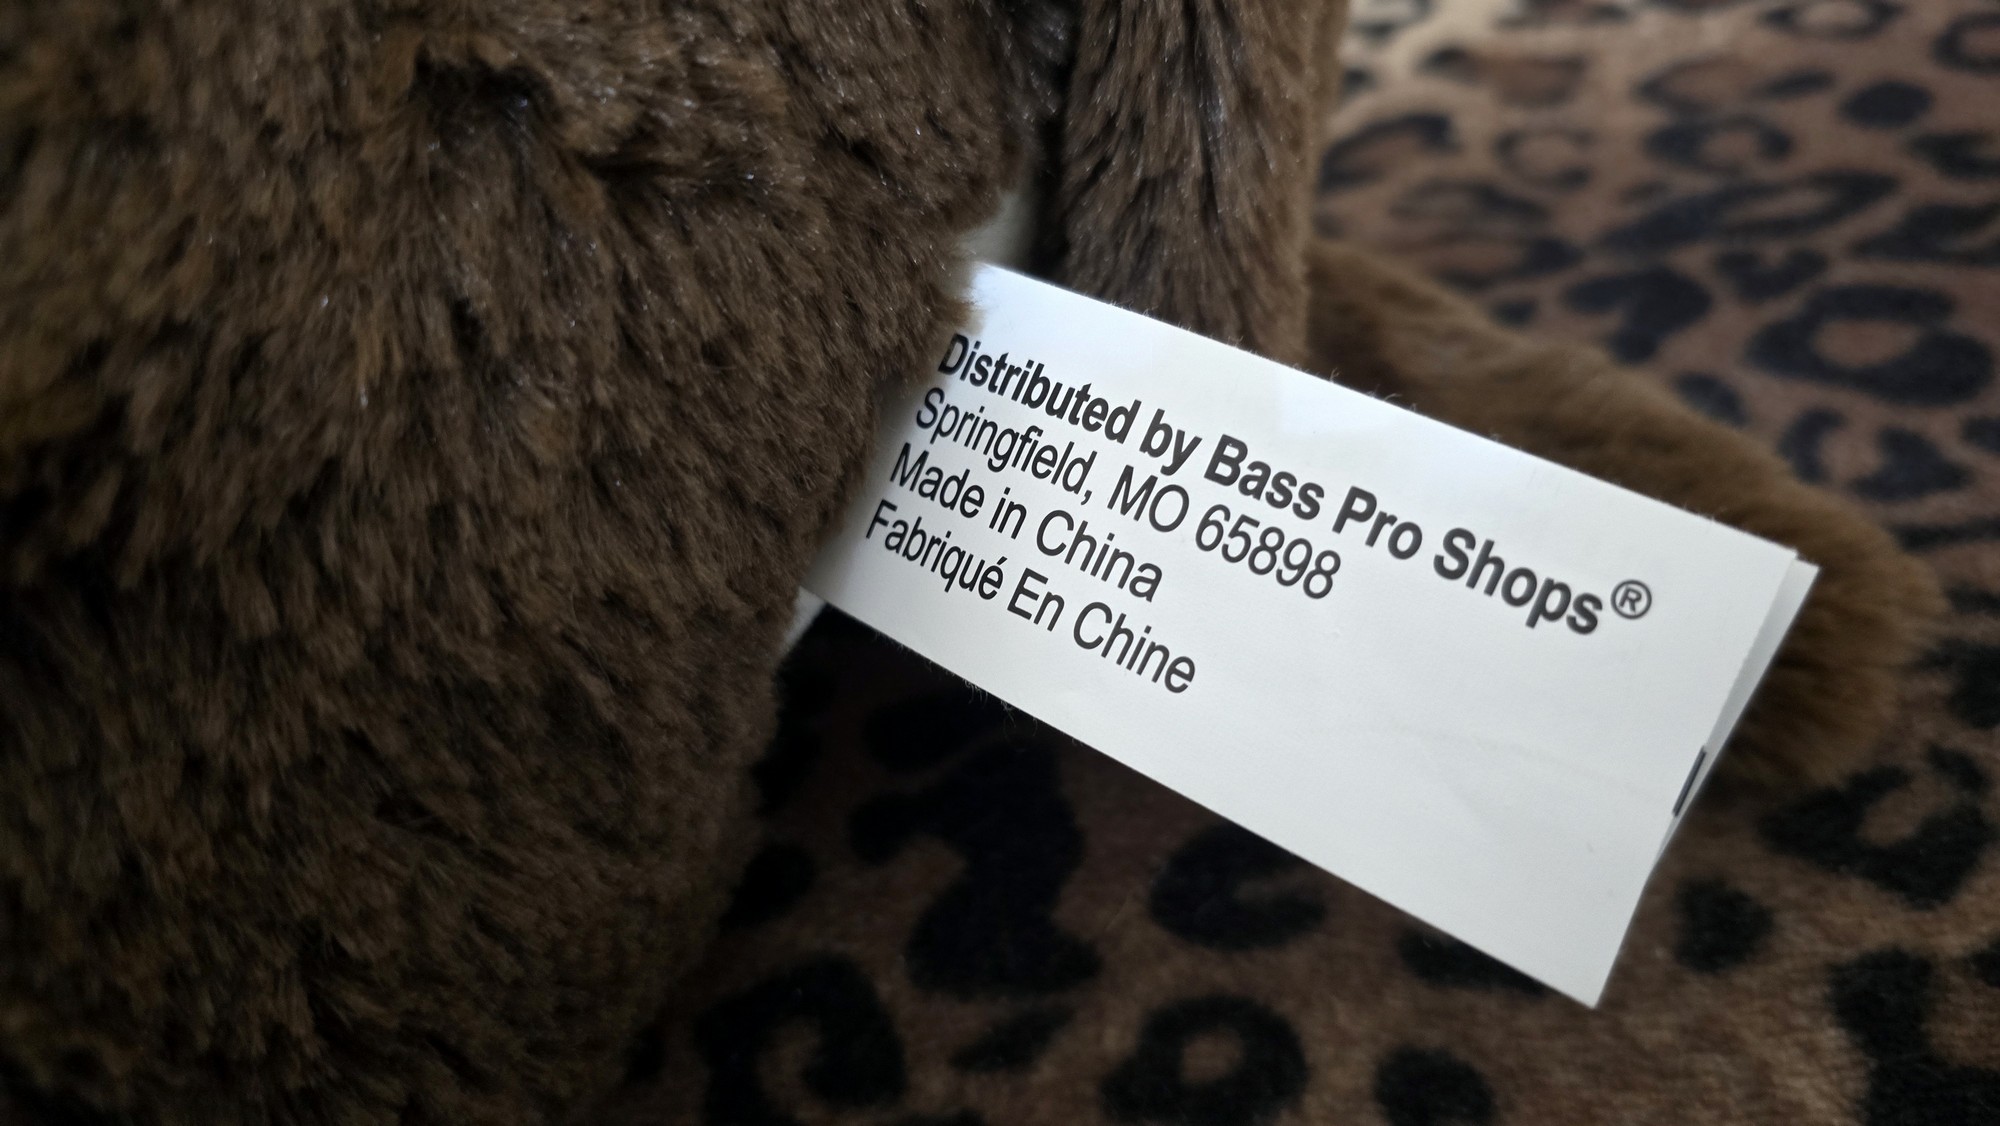 Distributed by Bass Pro Shops®
Springfield, MO 65898
Made in China
Fabriqué En Chine